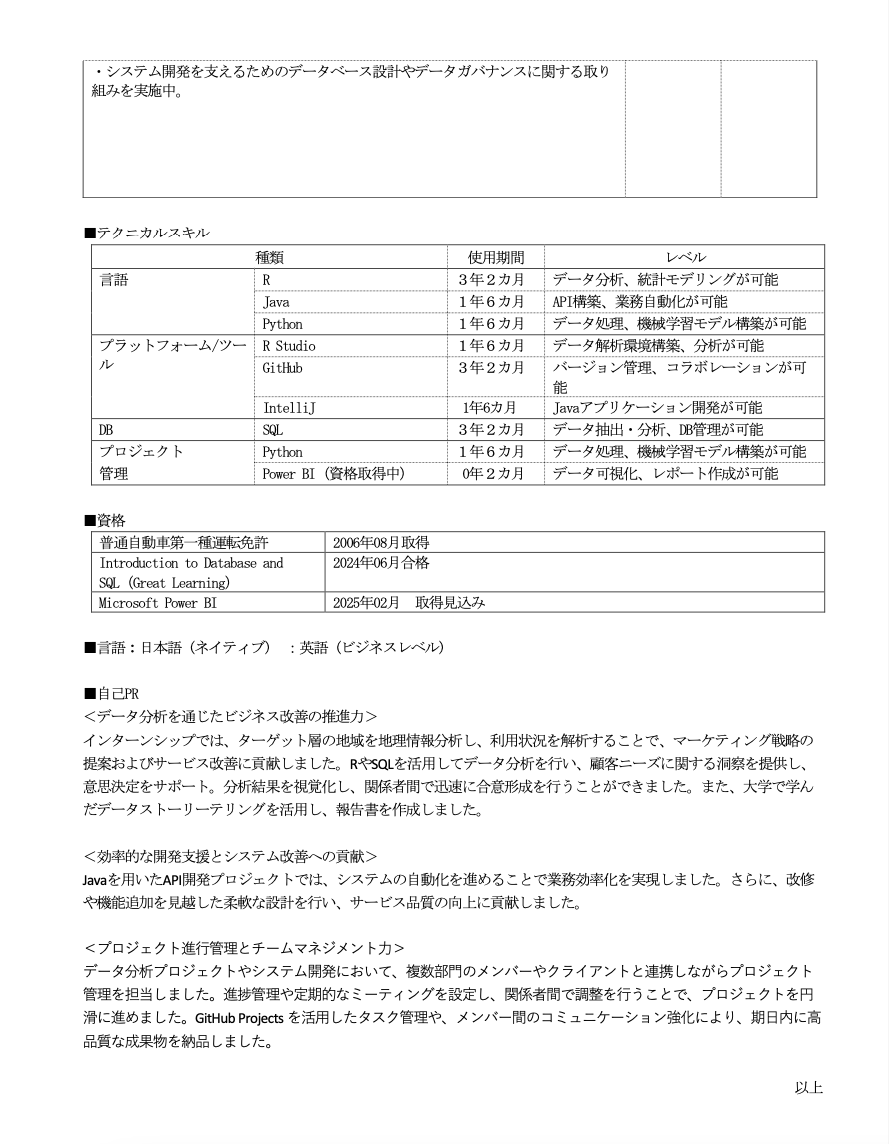 ・システム開発を支えるためのデータベース設計やデータガバナンスに関する取り
組みを実施中。
■テクニカルスキル
種類 使用期間 レベル
言語 R ３年２カ月 データ分析、統計モデリングが可能
Java １年６カ月 API構築、業務自動化が可能
Python １年６カ月 データ処理、機械学習モデル構築が可能
プラットフォーム/ツー R Studio １年６カ月 データ解析環境構築、分析が可能
ル GitHub ３年２カ月 バージョン管理、コラボレーションが可
能
IntelliJ 1年6カ月 Javaアプリケーション開発が可能
DB SQL ３年２カ月 データ抽出・分析、DB管理が可能
プロジェクト Python １年６カ月 データ処理、機械学習モデル構築が可能
管理 Power BI（資格取得中） 0年２カ月 データ可視化、レポート作成が可能
■資格
普通自動車第一種運転免許 2006年08月取得
Introduction to Database and 2024年06月合格
SQL（Great Learning）
Microsoft Power BI 2025年02月　取得見込み
■言語：日本語（ネイティブ）　：英語（ビジネスレベル）
■自己PR
＜データ分析を通じたビジネス改善の推進力＞
インターンシップでは、ターゲット層の地域を地理情報分析し、利用状況を解析することで、マーケティング戦略の
提案およびサービス改善に貢献しました。RやSQLを活用してデータ分析を行い、顧客ニーズに関する洞察を提供し、
意思決定をサポート。分析結果を視覚化し、関係者間で迅速に合意形成を行うことができました。また、大学で学ん
だデータストーリーテリングを活用し、報告書を作成しました。
＜効率的な開発支援とシステム改善への貢献＞
Javaを用いたAPI開発プロジェクトでは、システムの自動化を進めることで業務効率化を実現しました。さらに、改修
や機能追加を見越した柔軟な設計を行い、サービス品質の向上に貢献しました。
＜プロジェクト進行管理とチームマネジメント力＞
データ分析プロジェクトやシステム開発において、複数部門のメンバーやクライアントと連携しながらプロジェクト
管理を担当しました。進捗管理や定期的なミーティングを設定し、関係者間で調整を行うことで、プロジェクトを円
滑に進めました。GitHub Projects を活用したタスク管理や、メンバー間のコミュニケーション強化により、期日内に高
品質な成果物を納品しました。
以上